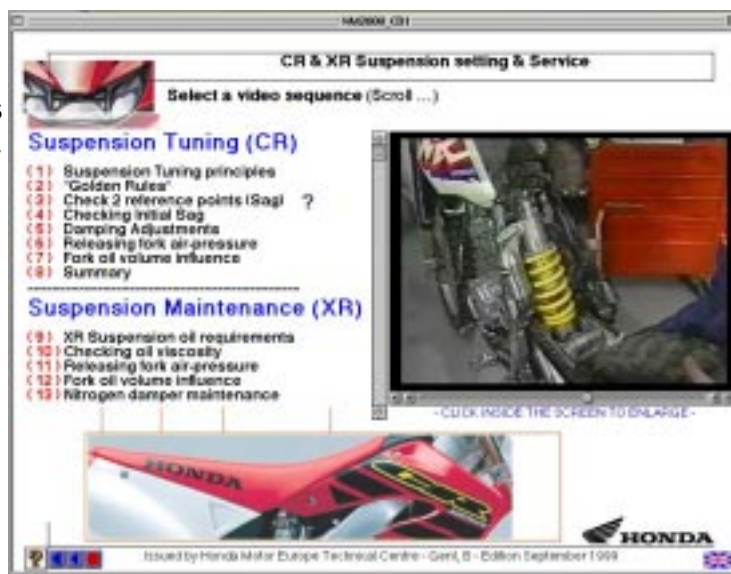 HM2000_CD1
CR & XR Suspension setting & Service
Select a video sequence (Scroll ...)
Suspension Tuning (CR)
(1) Suspension Tuning principles
(2) "Golden Rules"
(3) Check 2 reference points (Sag) ?
(4) Checking Initial Sag
(5) Damping Adjustments
(6) Releasing fork air-pressure
(7) Fork oil volume influence
(8) Summary
Suspension Maintenance (XR)
(9) XR Suspension oil requirements
(10) Checking oil viscosity
(11) Releasing fork air-pressure
(12) Fork oil volume influence
(13) Nitrogen damper maintenance
- CLICK INSIDE THE SCREEN TO ENLARGE -
HONDA
CR
HONDA
? Issued by Honda Motor Europe Technical Centre - Gent, B - Edition September 1999